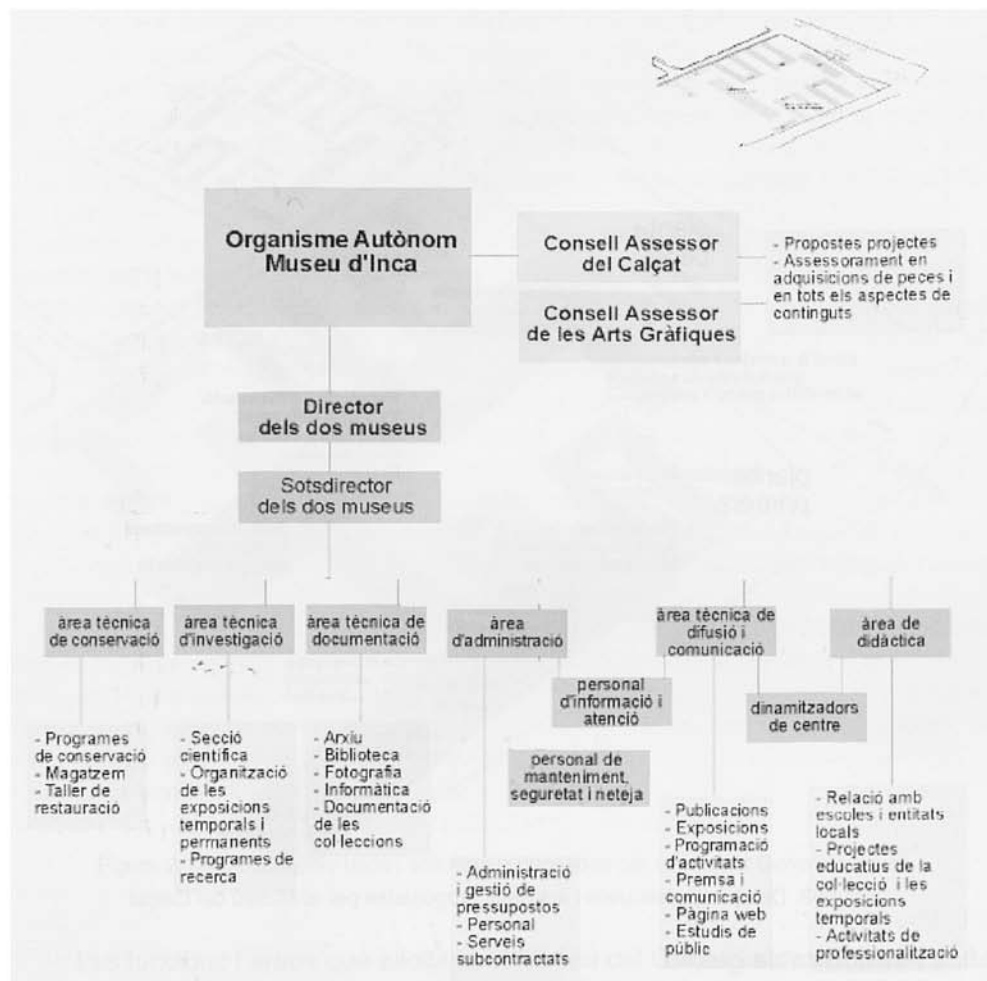 Organisme Autònom
Museu d'Inca
Consell Assessor
del Calçat
Consell Assessor
de les Arts Gràfiques
- Propostes projectes
- Assessorament en
adquisicions de peces i
en tots els aspectes de
continguts
Director
dels dos museus
Sotsdirector
dels dos museus
àrea tècnica
de conservació
àrea tècnica
d'investigació
àrea tècnica de
documentació
àrea
d'administració
àrea tècnica de
difusió i
comunicació
àrea de
didàctica
personal
d'informació i
atenció
dinamitzadors
de centre
personal de
manteniment,
seguretat i neteja
- Programes
de conservació
- Magatzem
- Taller de
restauració
- Secció
científica
- Organització
de les
exposicions
temporals i
permanents
- Programes de
recerca
- Arxiu
- Biblioteca
- Fotografia
- Informàtica
- Documentació
de les
col·leccions
- Administració
i gestió de
pressupostos
- Personal
- Serveis
subcontractats
- Publicacions
- Exposicions
- Programació
d'activitats
- Premsa i
comunicació
- Pàgina web
- Estudis de
públic
- Relació amb
escoles i entitats
locals
- Projectes
educatius de la
col·lecció i les
exposicions
temporals
- Activitats de
professionalització